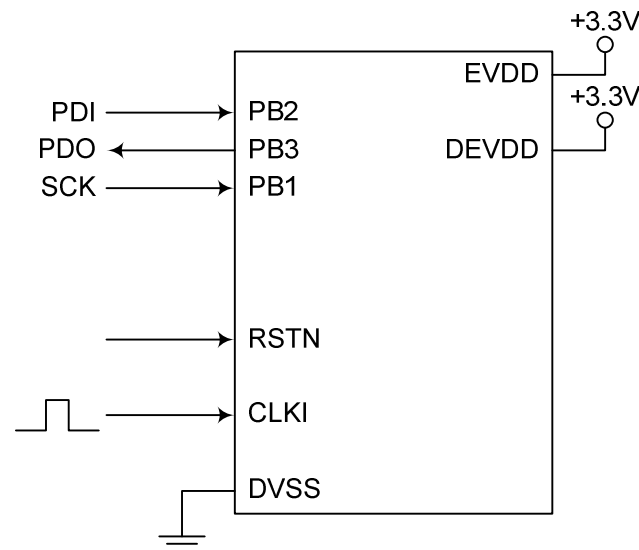 +3.3V
EVDD
+3.3V
PDI PB2
PDO PB3 DEVDD
SCK PB1
RSTN
CLKI
DVSS